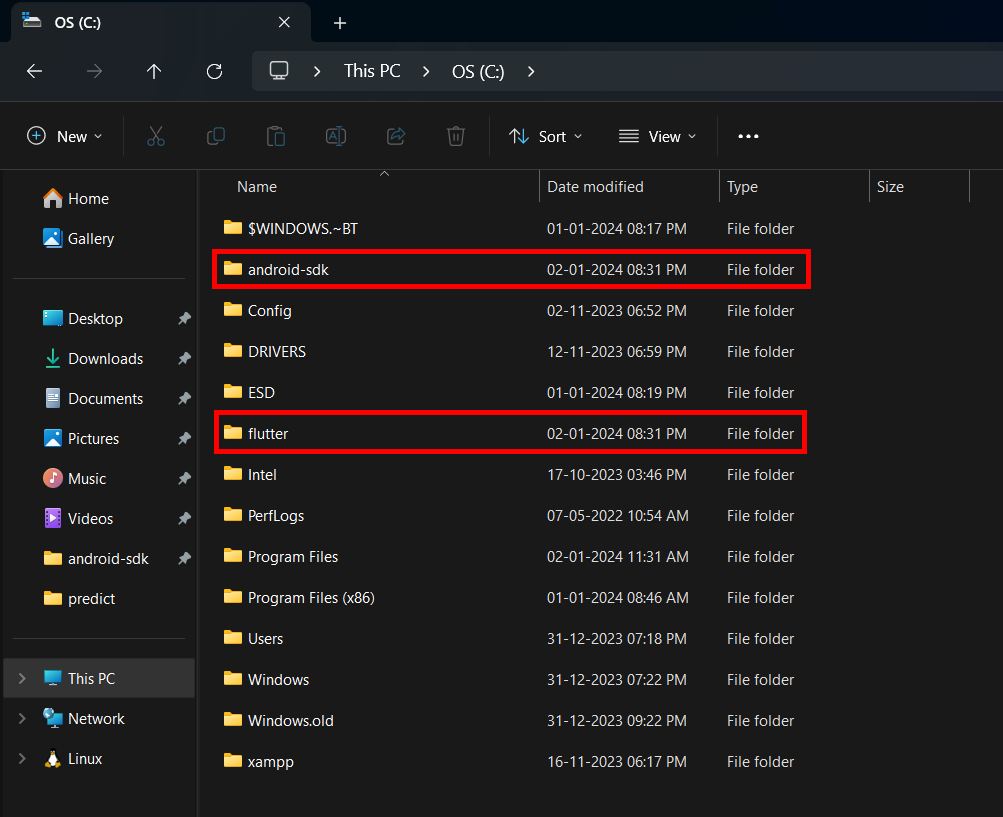 OS (C:)
This PC
OS (C:)
New
Sort
View
Name
Date modified
Type
Size
Home
Gallery
Desktop
Downloads
Documents
Pictures
Music
Videos
android-sdk
predict
This PC
Network
Linux
$WINDOWS.~BT 01-01-2024 08:17 PM File folder
android-sdk 02-01-2024 08:31 PM File folder
Config 02-11-2023 06:52 PM File folder
DRIVERS 12-11-2023 06:59 PM File folder
ESD 01-01-2024 08:19 PM File folder
flutter 02-01-2024 08:31 PM File folder
Intel 17-10-2023 03:46 PM File folder
PerfLogs 07-05-2022 10:54 AM File folder
Program Files 02-01-2024 11:31 AM File folder
Program Files (x86) 01-01-2024 08:46 AM File folder
Users 31-12-2023 07:18 PM File folder
Windows 31-12-2023 07:22 PM File folder
Windows.old 31-12-2023 09:22 PM File folder
xampp 16-11-2023 06:17 PM File folder